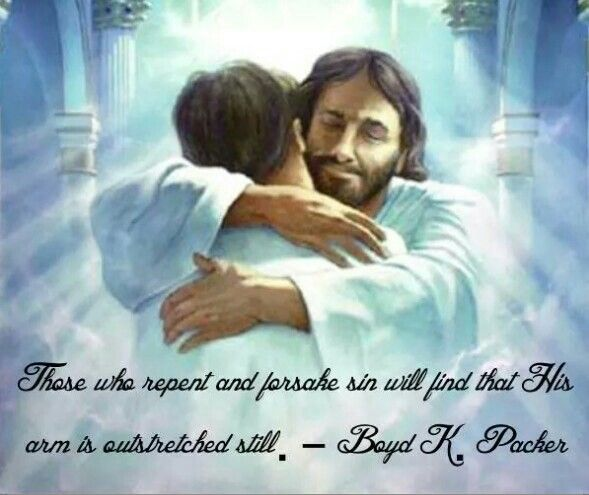 Those who repent and forsake sin will find that His
arm is outstretched still. – Boyd K. Packer